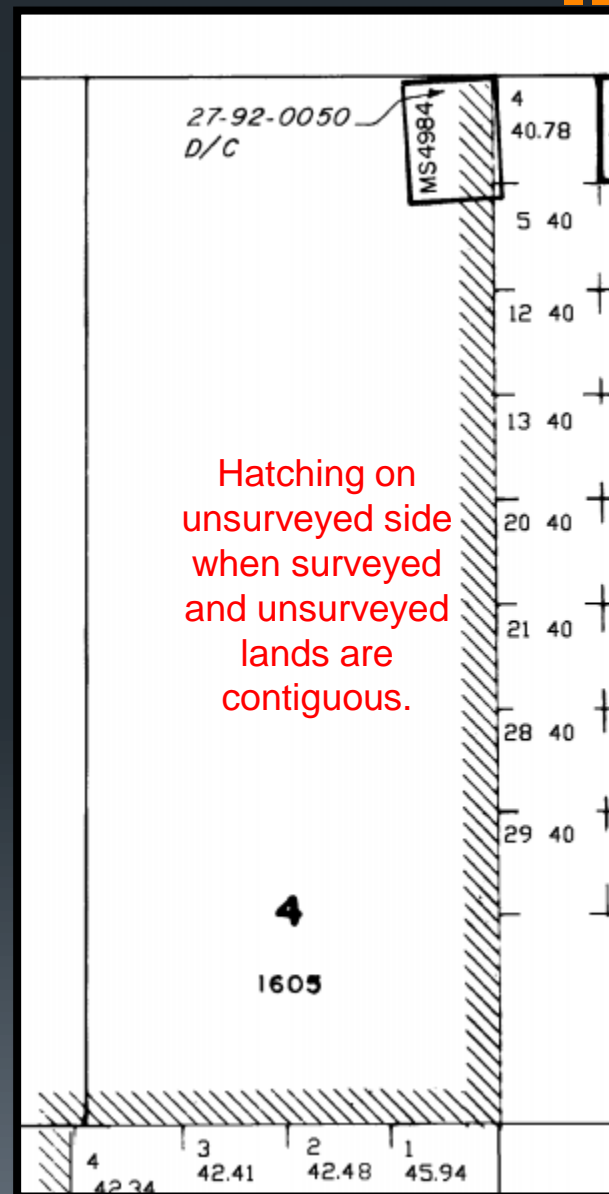 27-92-0050
D/C
MS4984
4
40.78
5 40
12 40
13 40
20 40
21 40
28 40
29 40
Hatching on
unsurveyed side
when surveyed
and unsurveyed
lands are
contiguous.
4
1605
4
42.34
3
42.41
2
42.48
1
45.94